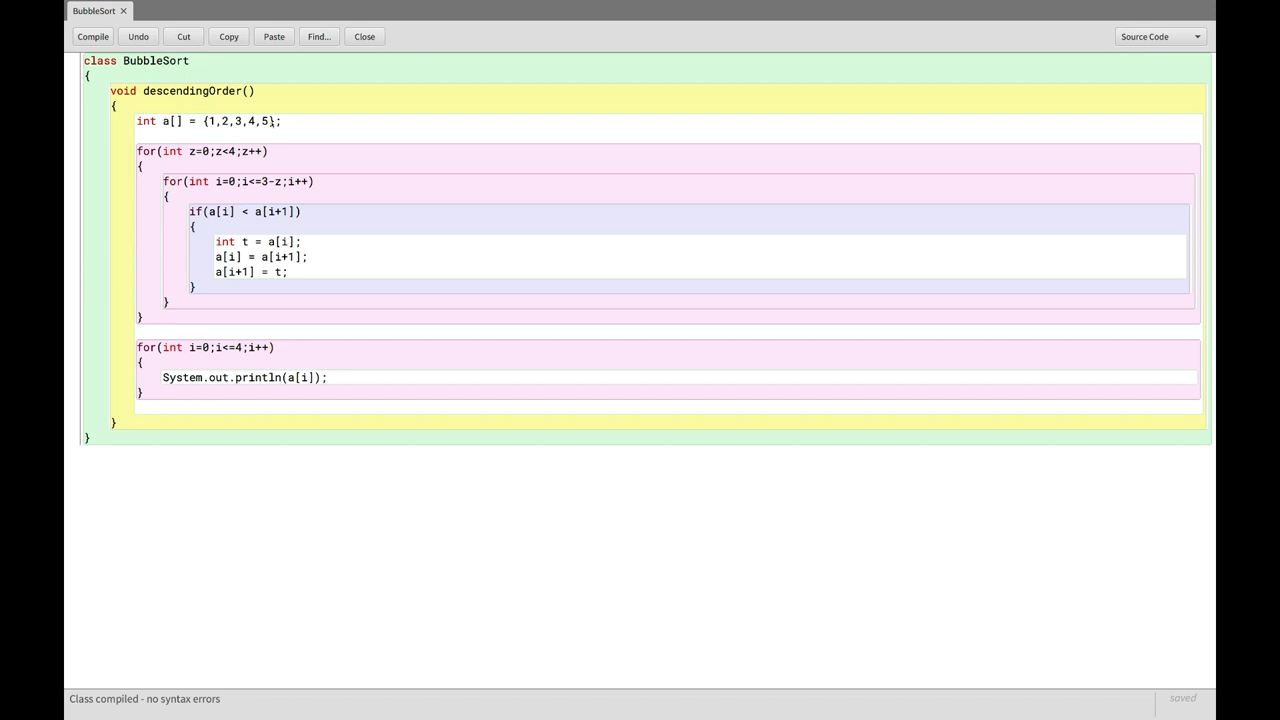 BubbleSort ✕
Compile Undo Cut Copy Paste Find... Close Source Code
class BubbleSort
{
void descendingOrder()
{
int a[] = {1,2,3,4,5};
for(int z=0;z<4;z++)
{
for(int i=0;i<=3-z;i++)
{
if(a[i] < a[i+1])
{
int t = a[i];
a[i] = a[i+1];
a[i+1] = t;
}
}
}
for(int i=0;i<=4;i++)
{
System.out.println(a[i]);
}
}
}
Class compiled - no syntax errors saved